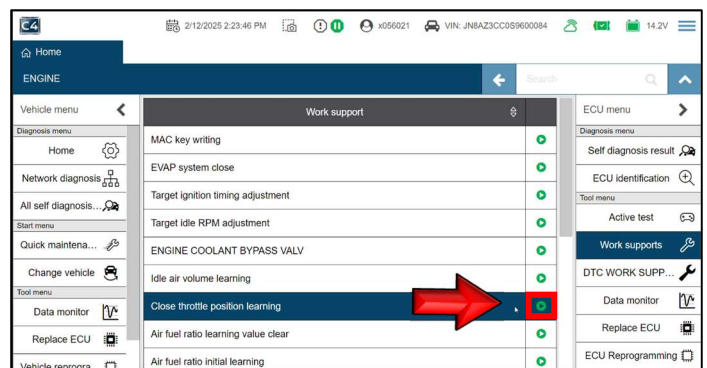 C4
2/12/2025 2:23:46 PM
x056021
VIN: JN8AZ3CC0S9600084
14.2V
Home
ENGINE
Search
Vehicle menu
Diagnosis menu
Home
Network diagnosis
All self diagnosis...
Start menu
Quick maintena...
Change vehicle
Tool menu
Data monitor
Replace ECU
Vehicle reprogra
Work support
MAC key writing
EVAP system close
Target ignition timing adjustment
Target idle RPM adjustment
ENGINE COOLANT BYPASS VALV
Idle air volume learning
Close throttle position learning
Air fuel ratio learning value clear
Air fuel ratio initial learning
ECU menu
Diagnosis menu
Self diagnosis result
ECU identification
Tool menu
Active test
Work supports
DTC WORK SUPP...
Data monitor
Replace ECU
ECU Reprogramming